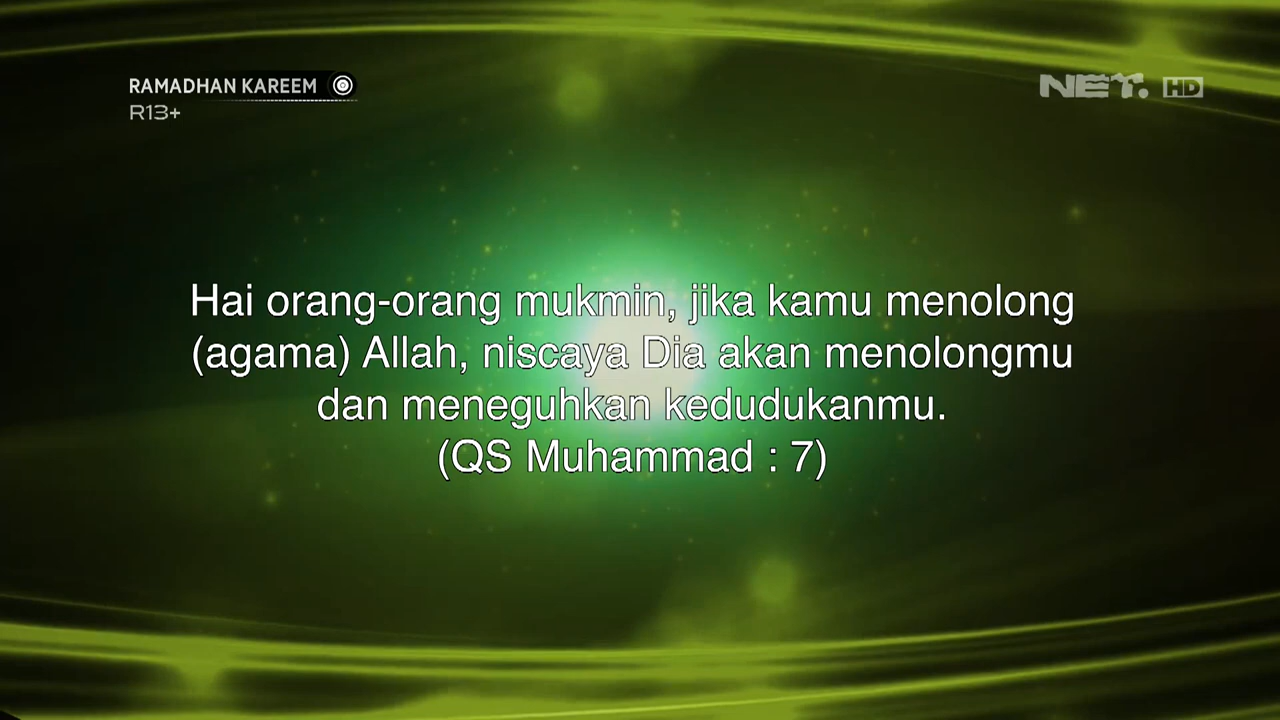 RAMADHAN KAREEM
R13+
NET. HD
Hai orang-orang mukmin, jika kamu menolong
(agama) Allah, niscaya Dia akan menolongmu
dan meneguhkan kedudukanmu.
(QS Muhammad : 7)